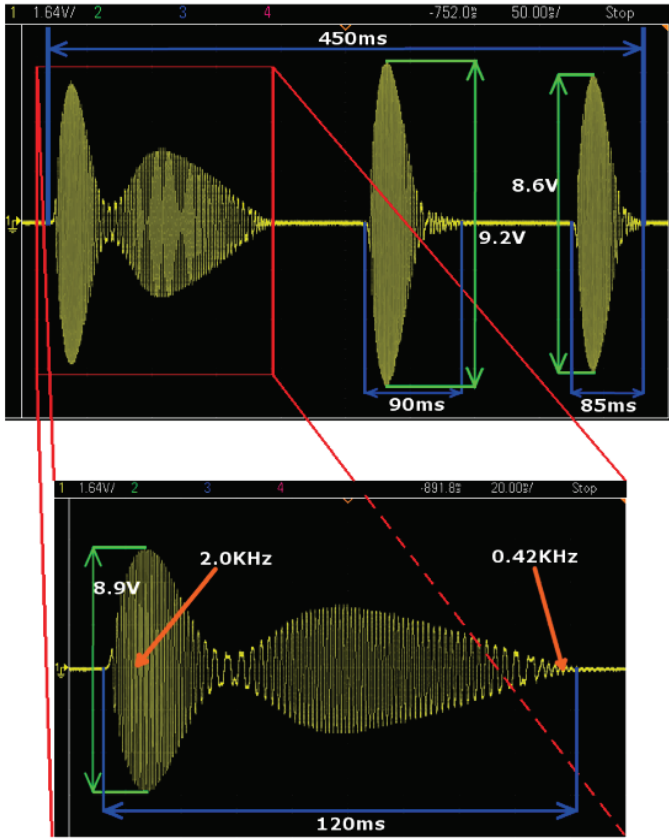 1 1.64V/ 2 3 4 -752.0ms 50.00ms/ Stop
450ms
8.6V
9.2V
90ms 85ms
1 1.64V/ 2 3 4 -891.8ms 20.00ms/ Stop
2.0KHz 0.42KHz
8.9V
120ms